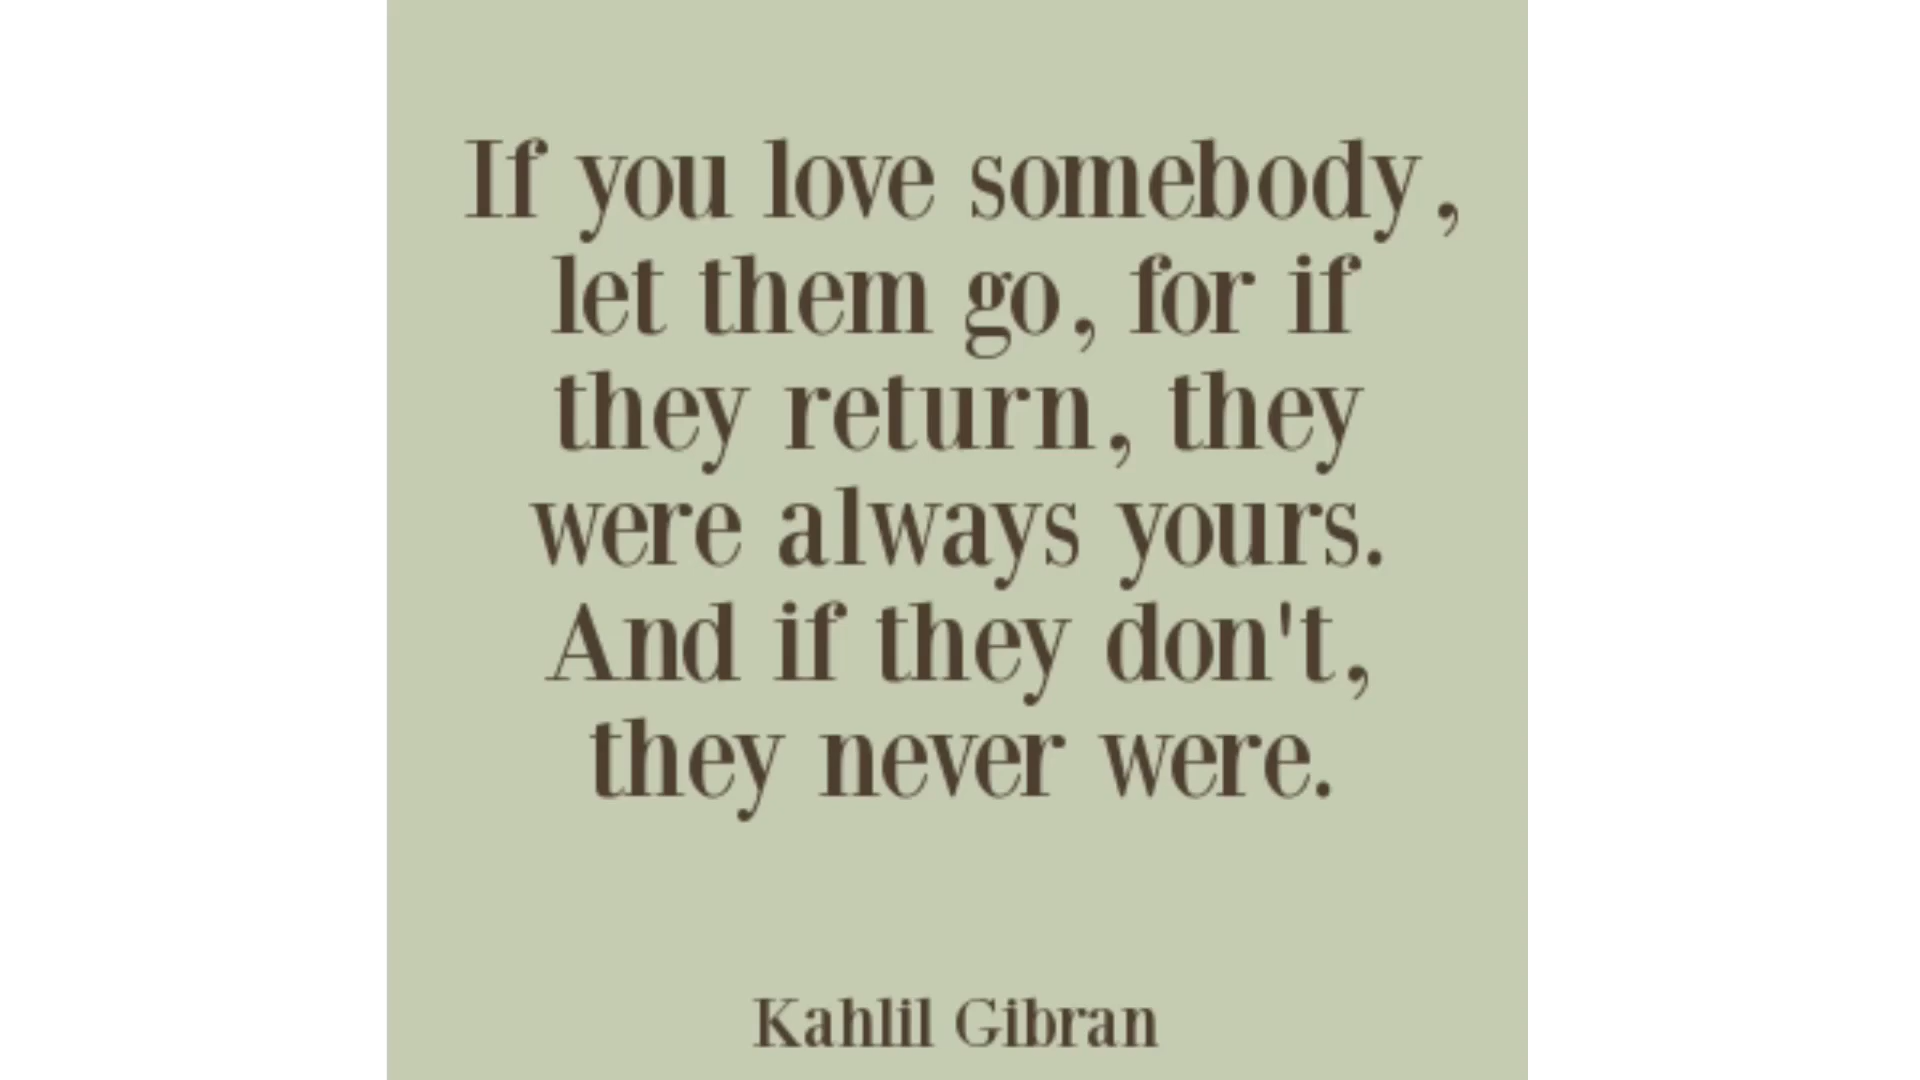 If you love somebody,
let them go, for if
they return, they
were always yours.
And if they don't,
they never were.
Kahlil Gibran